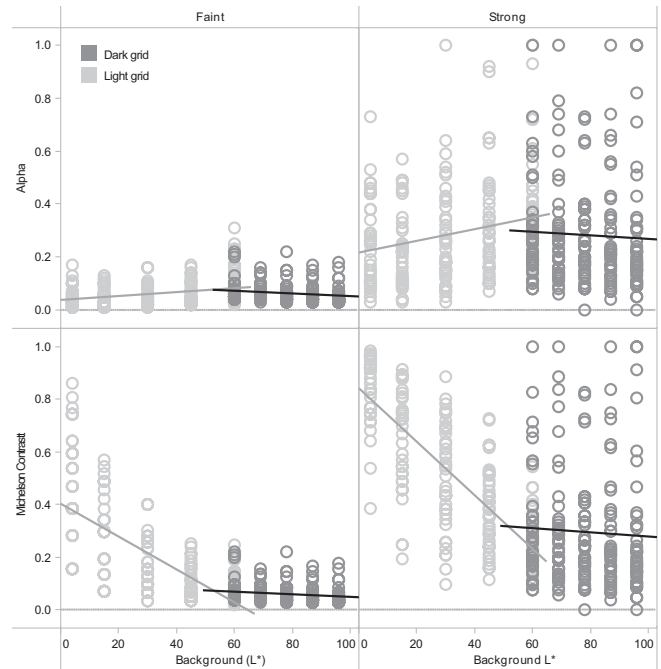 Faint Strong
1.0
Dark grid
Light grid
0.8
0.6
Alpha
0.4
0.2
0.0
1.0
0.8
0.6
Michelson Contrastt
0.4
0.2
0.0
0 20 40 60 80 100 0 20 40 60 80 100
Background (L*) Background L*